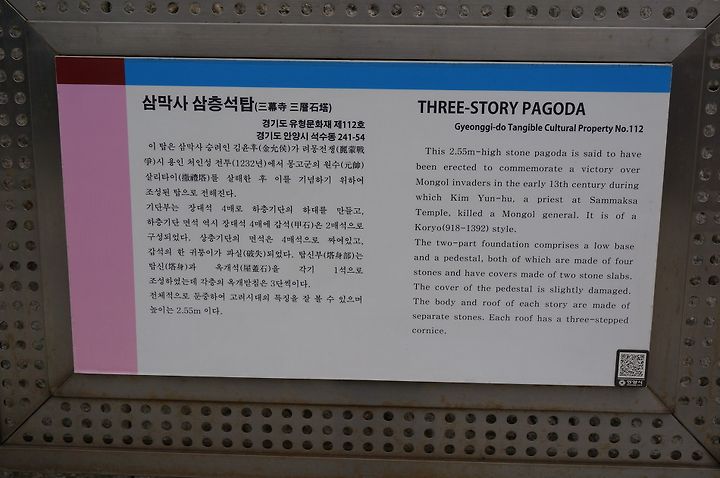 삼막사 삼층석탑(三幕寺 三層石塔)
경기도 유형문화재 제112호
경기도 안양시 석수동 241-54
이 탑은 삼막사 승려인 김윤후(金允侯)가 려몽전쟁(麗蒙戰
爭)시 용인 처인성 전투(1232년)에서 몽고군의 원수(元帥)
살리타이(撒禮塔)를 살해한 후 이를 기념하기 위하여
조성된 탑으로 전해진다.
기단부는 장대석 4매로 하층기단의 하대를 만들고,
하층기단 면석 역시 장대석 4매에 갑석(甲石)은 2매석으로
구성되었다. 상층기단의 면석은 4매석으로 짜여있고,
갑석의 한 귀퉁이가 파실(破失)되었다. 탑신부(塔身部)는
탑신(塔身)과 옥개석(屋蓋石)을 각기 1석으로
조성하였는데 각층의 옥개받침은 3단씩이다.
전체적으로 둔중하여 고려시대의 특징을 잘 볼 수 있으며
높이는 2.55m 이다.
THREE-STORY PAGODA
Gyeonggi-do Tangible Cultural Property No.112
This 2.55m-high stone pagoda is said to have
been erected to commemorate a victory over
Mongol invaders in the early 13th century during
which Kim Yun-hu, a priest at Sammaksa
Temple, killed a Mongol general. It is of a
Koryo(918-1392) style.
The two-part foundation comprises a low base
and a pedestal, both of which are made of four
stones and have covers made of two stone slabs.
The cover of the pedestal is slightly damaged.
The body and roof of each story are made of
separate stones. Each roof has a three-stepped
cornice.
안양시